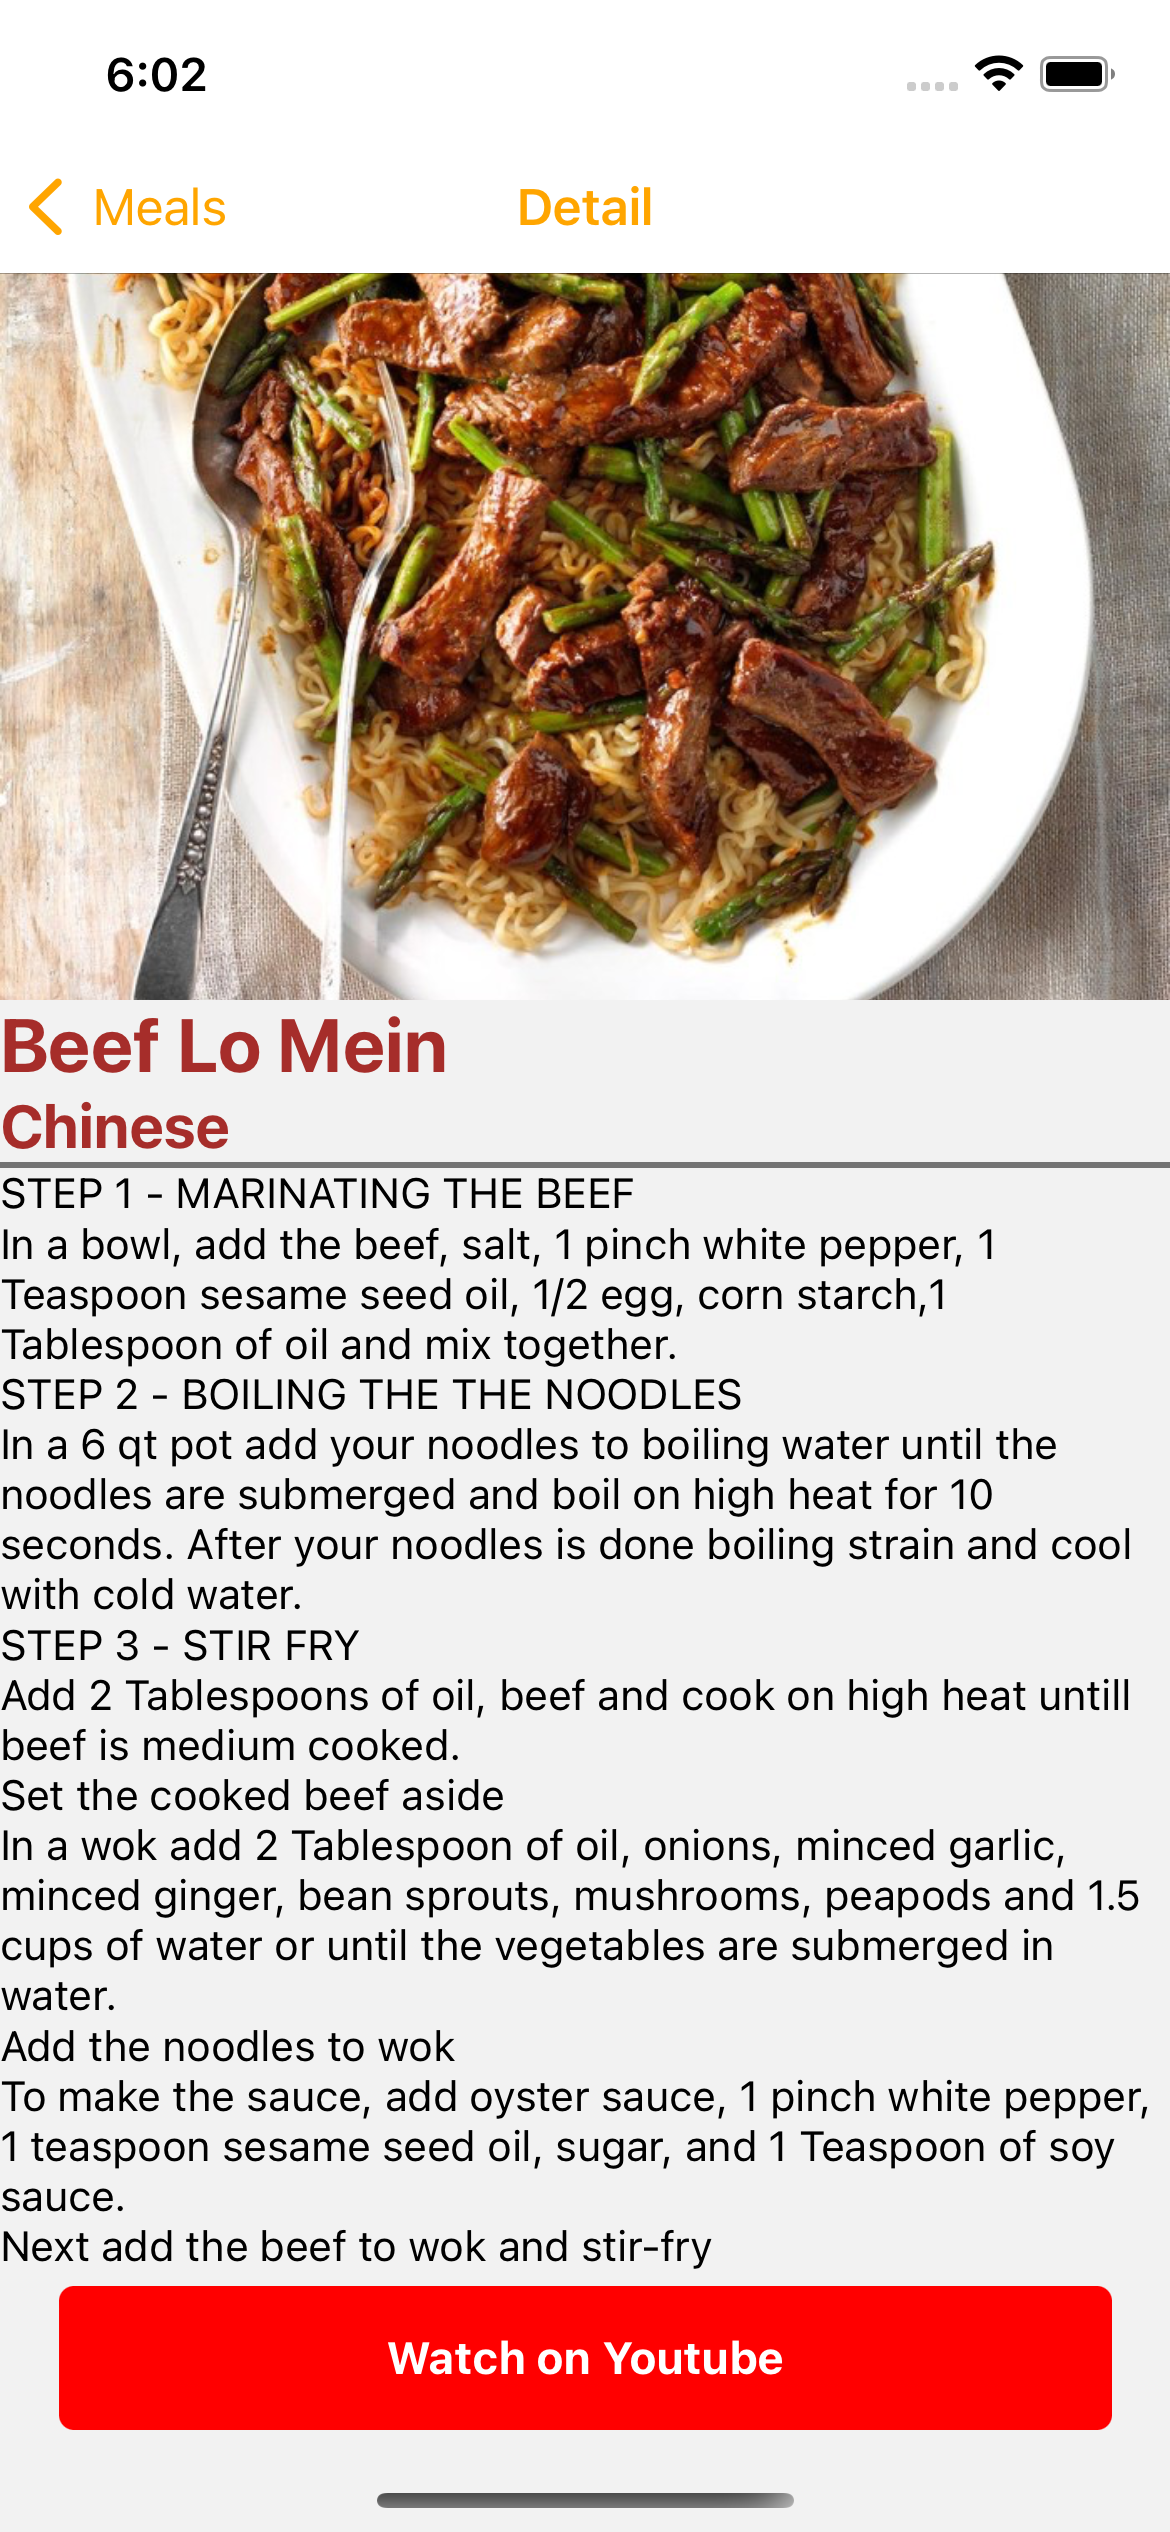 6:02
Meals
Detail
Beef Lo Mein
Chinese
STEP 1 - MARINATING THE BEEF
In a bowl, add the beef, salt, 1 pinch white pepper, 1
Teaspoon sesame seed oil, 1/2 egg, corn starch,1
Tablespoon of oil and mix together.
STEP 2 - BOILING THE THE NOODLES
In a 6 qt pot add your noodles to boiling water until the
noodles are submerged and boil on high heat for 10
seconds. After your noodles is done boiling strain and cool
with cold water.
STEP 3 - STIR FRY
Add 2 Tablespoons of oil, beef and cook on high heat untill
beef is medium cooked.
Set the cooked beef aside
In a wok add 2 Tablespoon of oil, onions, minced garlic,
minced ginger, bean sprouts, mushrooms, peapods and 1.5
cups of water or until the vegetables are submerged in
water.
Add the noodles to wok
To make the sauce, add oyster sauce, 1 pinch white pepper,
1 teaspoon sesame seed oil, sugar, and 1 Teaspoon of soy
sauce.
Next add the beef to wok and stir-fry
Watch on Youtube